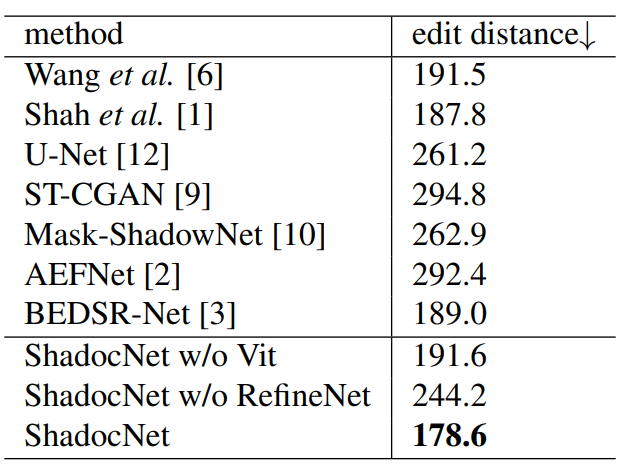 method edit distance↓
Wang et al. [6] 191.5
Shah et al. [1] 187.8
U-Net [12] 261.2
ST-CGAN [9] 294.8
Mask-ShadowNet [10] 262.9
AEFNet [2] 292.4
BEDSR-Net [3] 189.0
ShadocNet w/o Vit 191.6
ShadocNet w/o RefineNet 244.2
ShadocNet 178.6